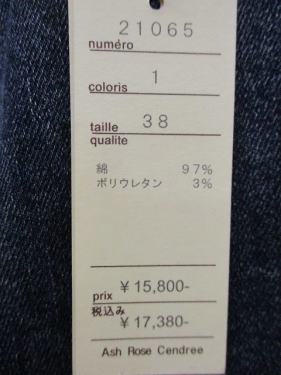 21065
numéro
1
coloris
taille 38
qualite
綿 97%
ポリウレタン 3%
prix ¥15,800-
税込み ¥17,380-
Ash Rose Cendree